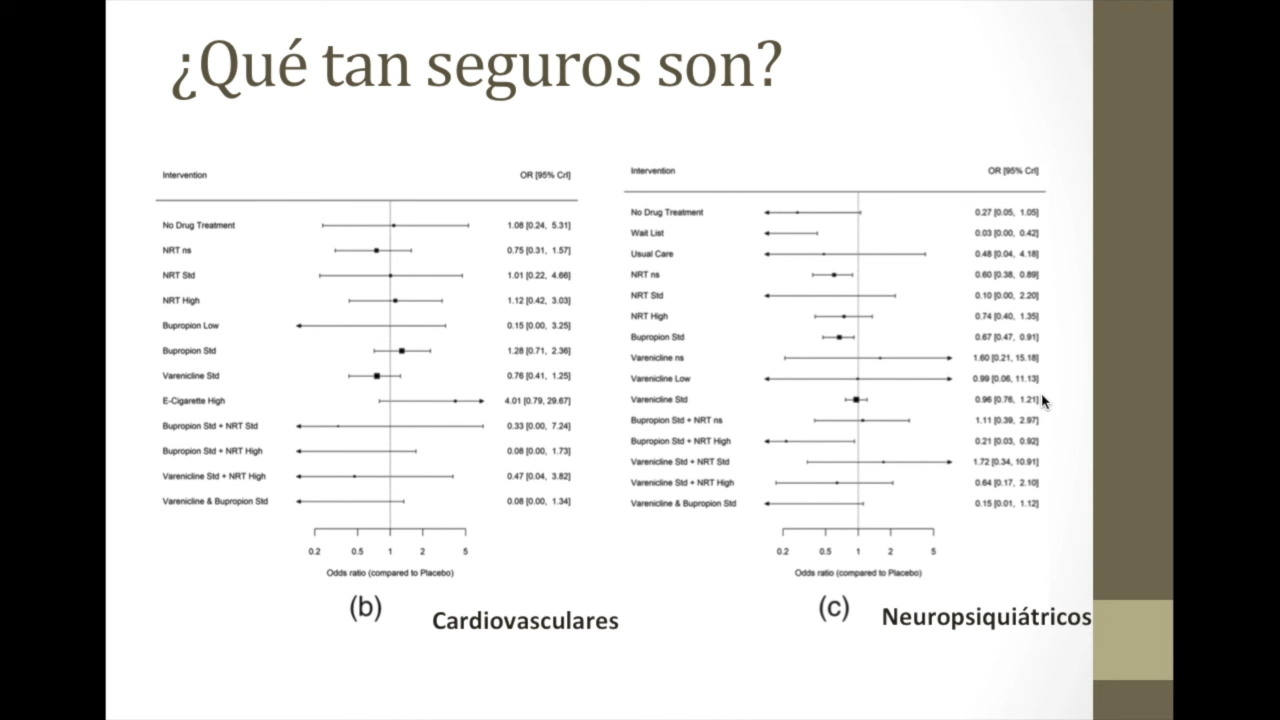 ¿Qué tan seguros son?
Intervention OR [95% CrI]
No Drug Treatment 1.08 [0.24, 5.31]
NRT ns 0.75 [0.31, 1.57]
NRT Std 1.01 [0.22, 4.66]
NRT High 1.12 [0.42, 3.03]
Bupropion Low 0.15 [0.00, 3.25]
Bupropion Std 1.28 [0.71, 2.36]
Varenicline Std 0.76 [0.41, 1.25]
E-Cigarette High 4.01 [0.79, 29.67]
Bupropion Std + NRT Std 0.33 [0.00, 7.24]
Bupropion Std + NRT High 0.08 [0.00, 1.73]
Varenicline Std + NRT High 0.47 [0.04, 3.82]
Varenicline & Bupropion Std 0.08 [0.00, 1.34]
0.2 0.5 1 2 5
Odds ratio (compared to Placebo)
(b) Cardiovasculares
Intervention OR [95% CrI]
No Drug Treatment 0.27 [0.05, 1.05]
Wait List 0.03 [0.00, 0.42]
Usual Care 0.48 [0.04, 4.18]
NRT ns 0.60 [0.38, 0.89]
NRT Std 0.10 [0.00, 2.20]
NRT High 0.74 [0.40, 1.35]
Bupropion Std 0.67 [0.47, 0.91]
Varenicline ns 1.60 [0.21, 15.18]
Varenicline Low 0.99 [0.06, 11.13]
Varenicline Std 0.96 [0.76, 1.21]
Bupropion Std + NRT ns 1.11 [0.39, 2.97]
Bupropion Std + NRT High 0.21 [0.03, 0.92]
Varenicline Std + NRT Std 1.72 [0.34, 10.91]
Varenicline Std + NRT High 0.64 [0.17, 2.10]
Varenicline & Bupropion Std 0.15 [0.01, 1.12]
0.2 0.5 1 2 5
Odds ratio (compared to Placebo)
(c) Neuropsiquiátricos